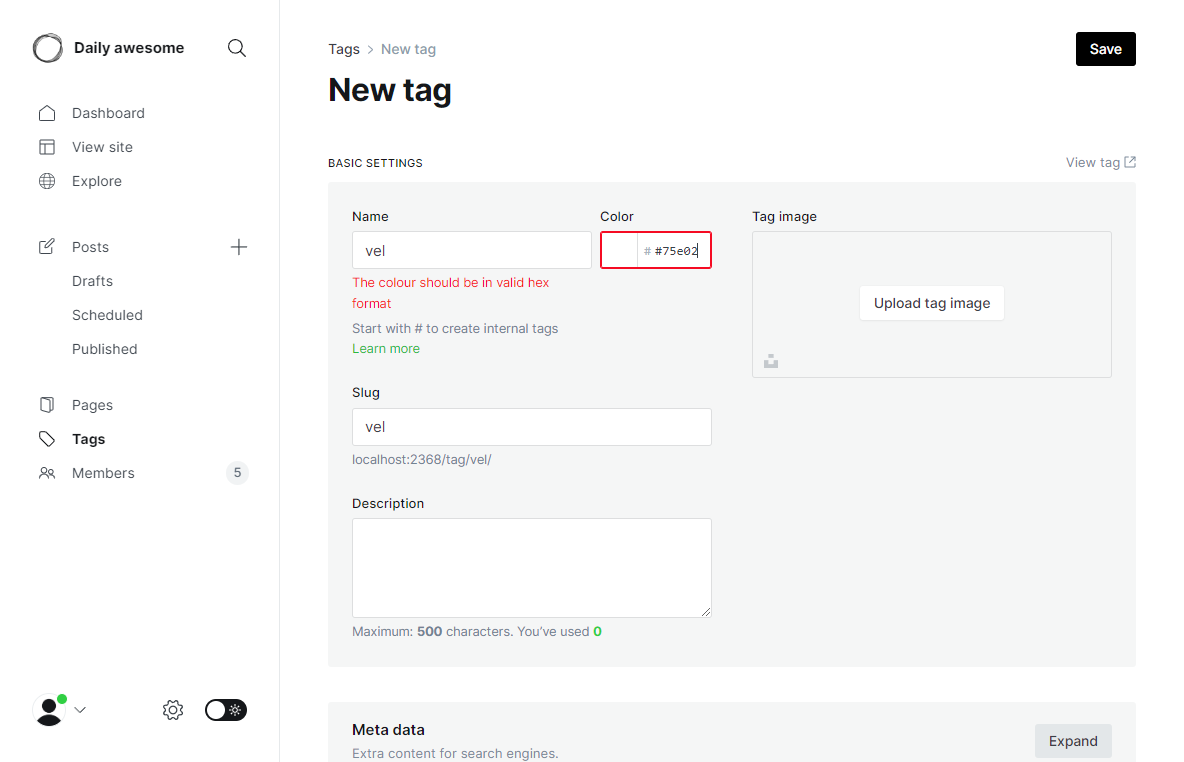 Daily awesome
Dashboard
View site
Explore
Posts
Drafts
Scheduled
Published
Pages
Tags
Members 5
Tags > New tag
Save
New tag
BASIC SETTINGS
View tag
Name
Color
Tag image
vel
# #75e02
Upload tag image
The colour should be in valid hex
format
Start with # to create internal tags
Learn more
Slug
vel
localhost:2368/tag/vel/
Description
Maximum: 500 characters. You’ve used 0
Meta data
Extra content for search engines.
Expand